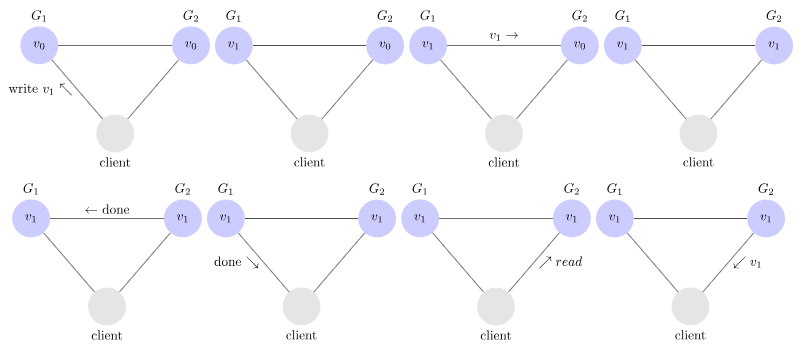 G₁ G₂ G₁ G₂ G₁ G₂ G₁ G₂
v₀ v₀ v₁ v₀ v₁ v₁ → v₀ v₁ v₁
write v₁ ↖
client client client client
G₁ G₂ G₁ G₂ G₁ G₂ G₁ G₂
v₁ ← done v₁ v₁ v₁ v₁ v₁ v₁ v₁
done ↘ ↗ read ↙ v₁
client client client client